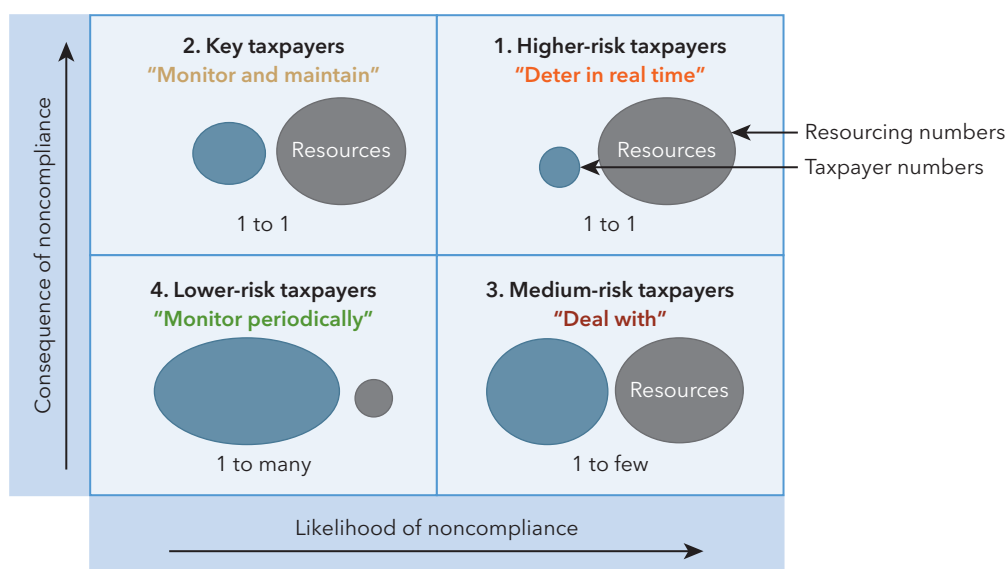 Consequence of noncompliance
2. Key taxpayers
“Monitor and maintain”
Resources
1 to 1
1. Higher-risk taxpayers
“Deter in real time”
Resources
1 to 1
Resourcing numbers
Taxpayer numbers
4. Lower-risk taxpayers
“Monitor periodically”
1 to many
3. Medium-risk taxpayers
“Deal with”
Resources
1 to few
Likelihood of noncompliance